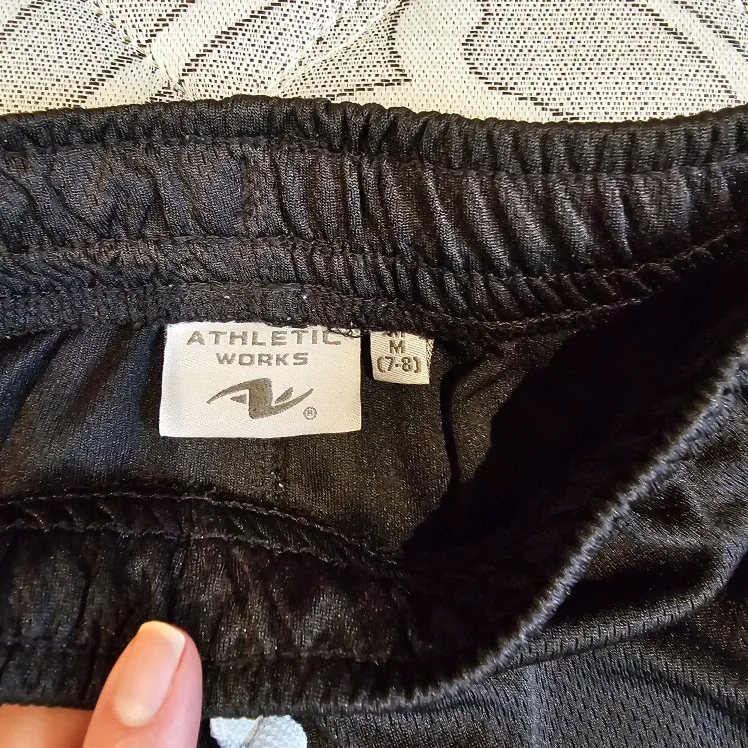 ATHLETIC
WORKS
®
M
(7-8)